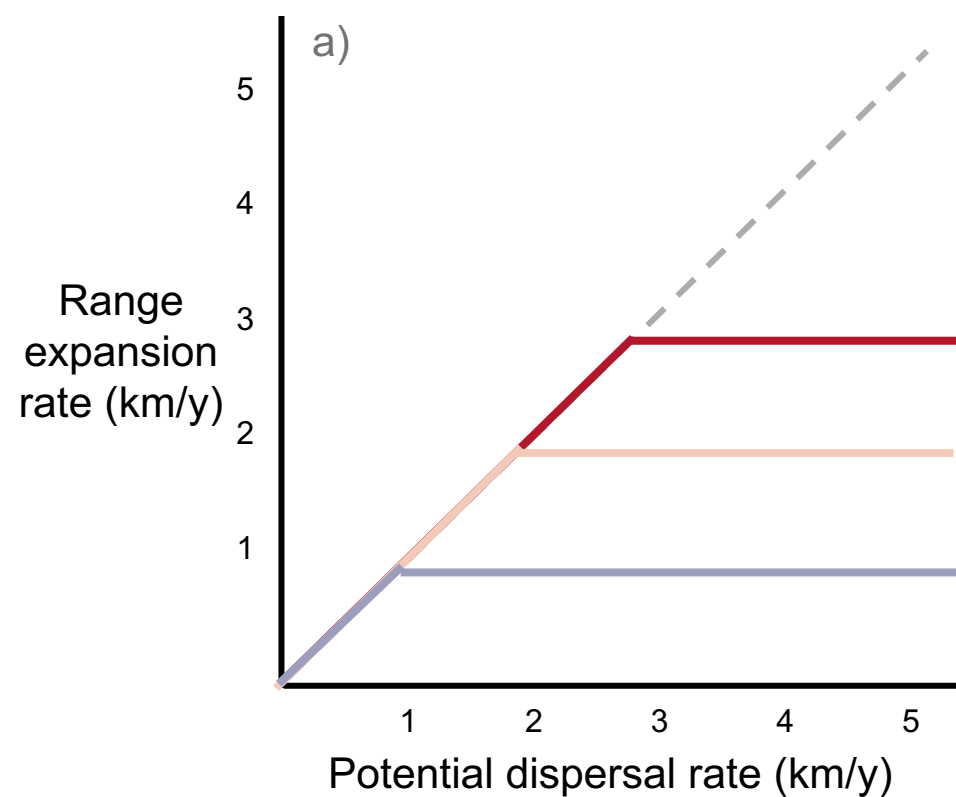 a)
5
4
3
2
1
Range
expansion
rate (km/y)
1 2 3 4 5
Potential dispersal rate (km/y)